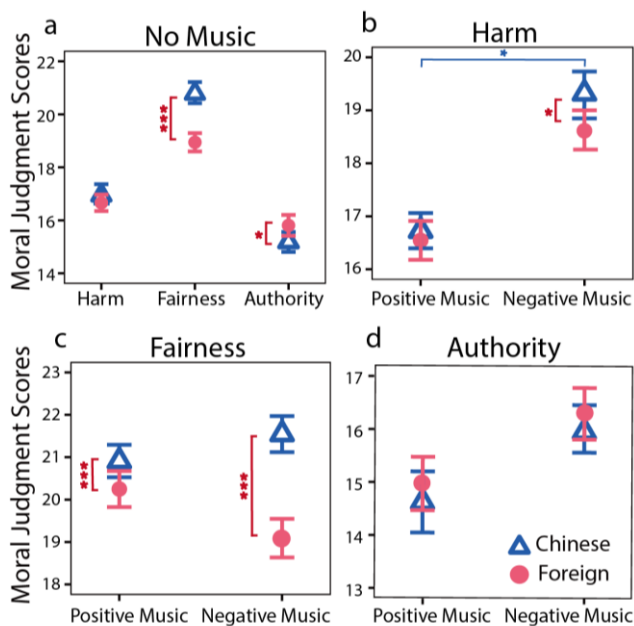 a
No Music
Moral Judgment Scores
22
20
18
16
14
***
*
Harm
Fairness
Authority
b
Harm
20
19
18
17
16
*
*
Positive Music
Negative Music
c
Fairness
Moral Judgment Scores
23
22
21
20
19
18
***
***
Positive Music
Negative Music
d
Authority
17
16
15
14
13
Chinese
Foreign
Positive Music
Negative Music